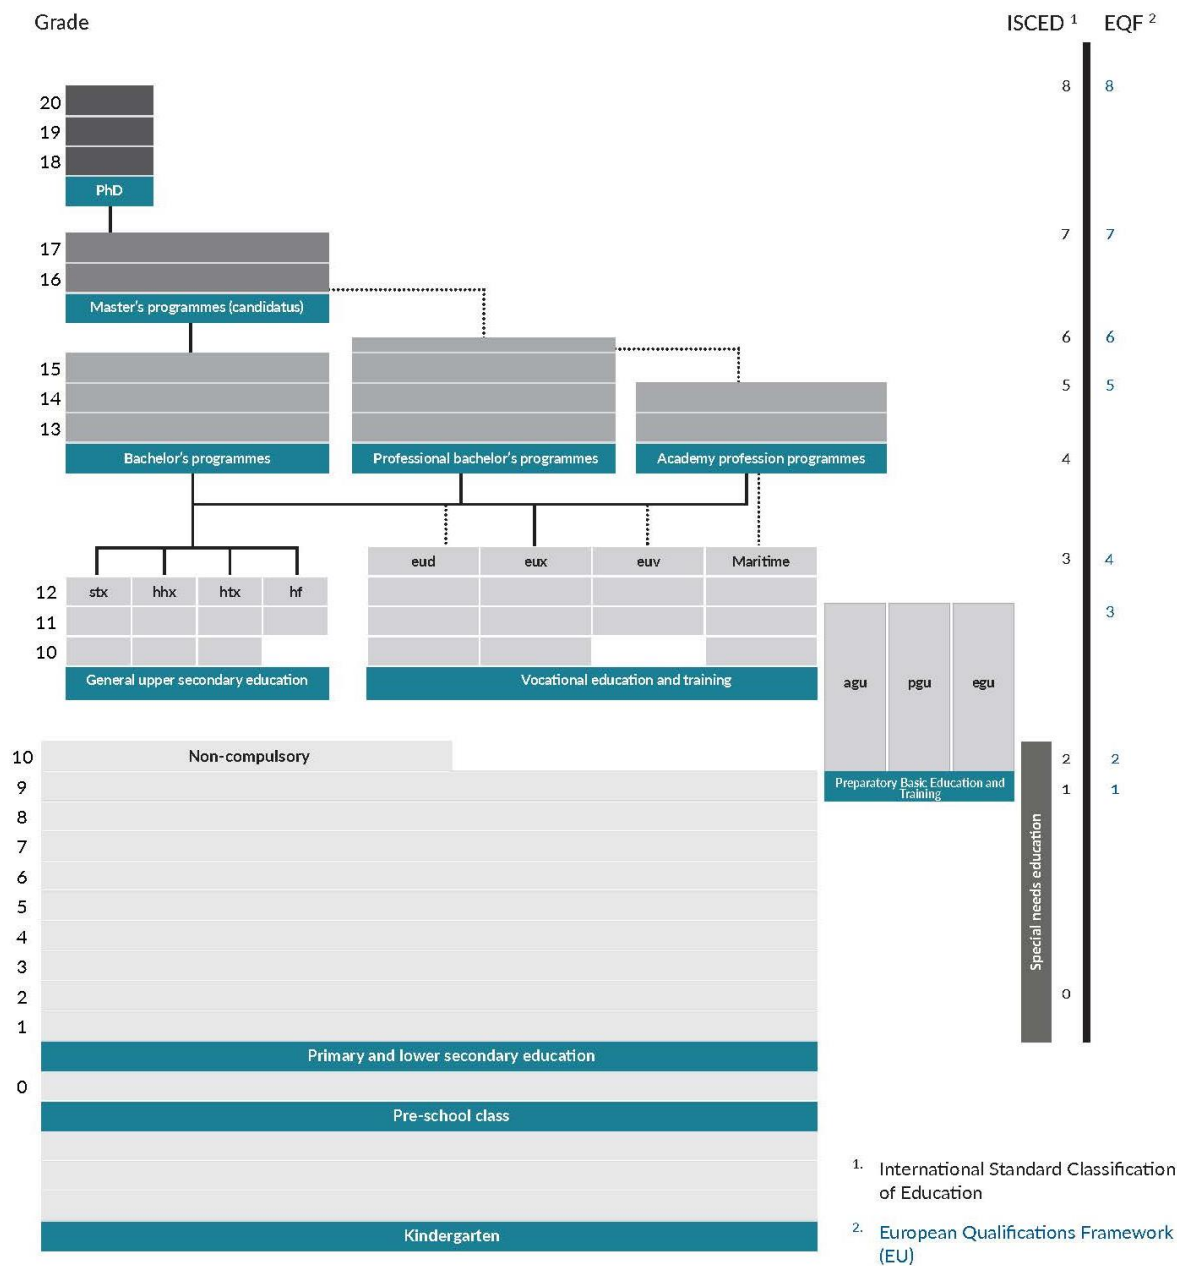 Grade
ISCED 1
EQF 2
8
8
20
19
18
PhD
17
7
7
16
Master's programmes (candidatus)
6
6
15
5
5
14
13
Bachelor's programmes
Professional bachelor's programmes
Academy profession programmes
4
eud
eux
euv
Maritime
3
4
12
stx
hhx
htx
hf
11
3
10
General upper secondary education
Vocational education and training
agu
pgu
egu
10
Non-compulsory
2
2
9
Preparatory Basic Education and
Training
1
1
8
7
6
5
4
3
2
1
Special needs education
0
Primary and lower secondary education
0
Pre-school class
Kindergarten
1. International Standard Classification
of Education
2. European Qualifications Framework
(EU)